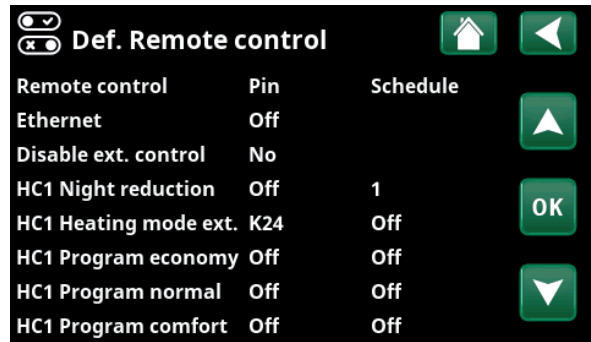 Def. Remote control
Remote control Pin Schedule
Ethernet Off
Disable ext. control No
HC1 Night reduction Off 1
HC1 Heating mode ext. K24 Off
HC1 Program economy Off Off
HC1 Program normal Off Off
HC1 Program comfort Off Off
OK